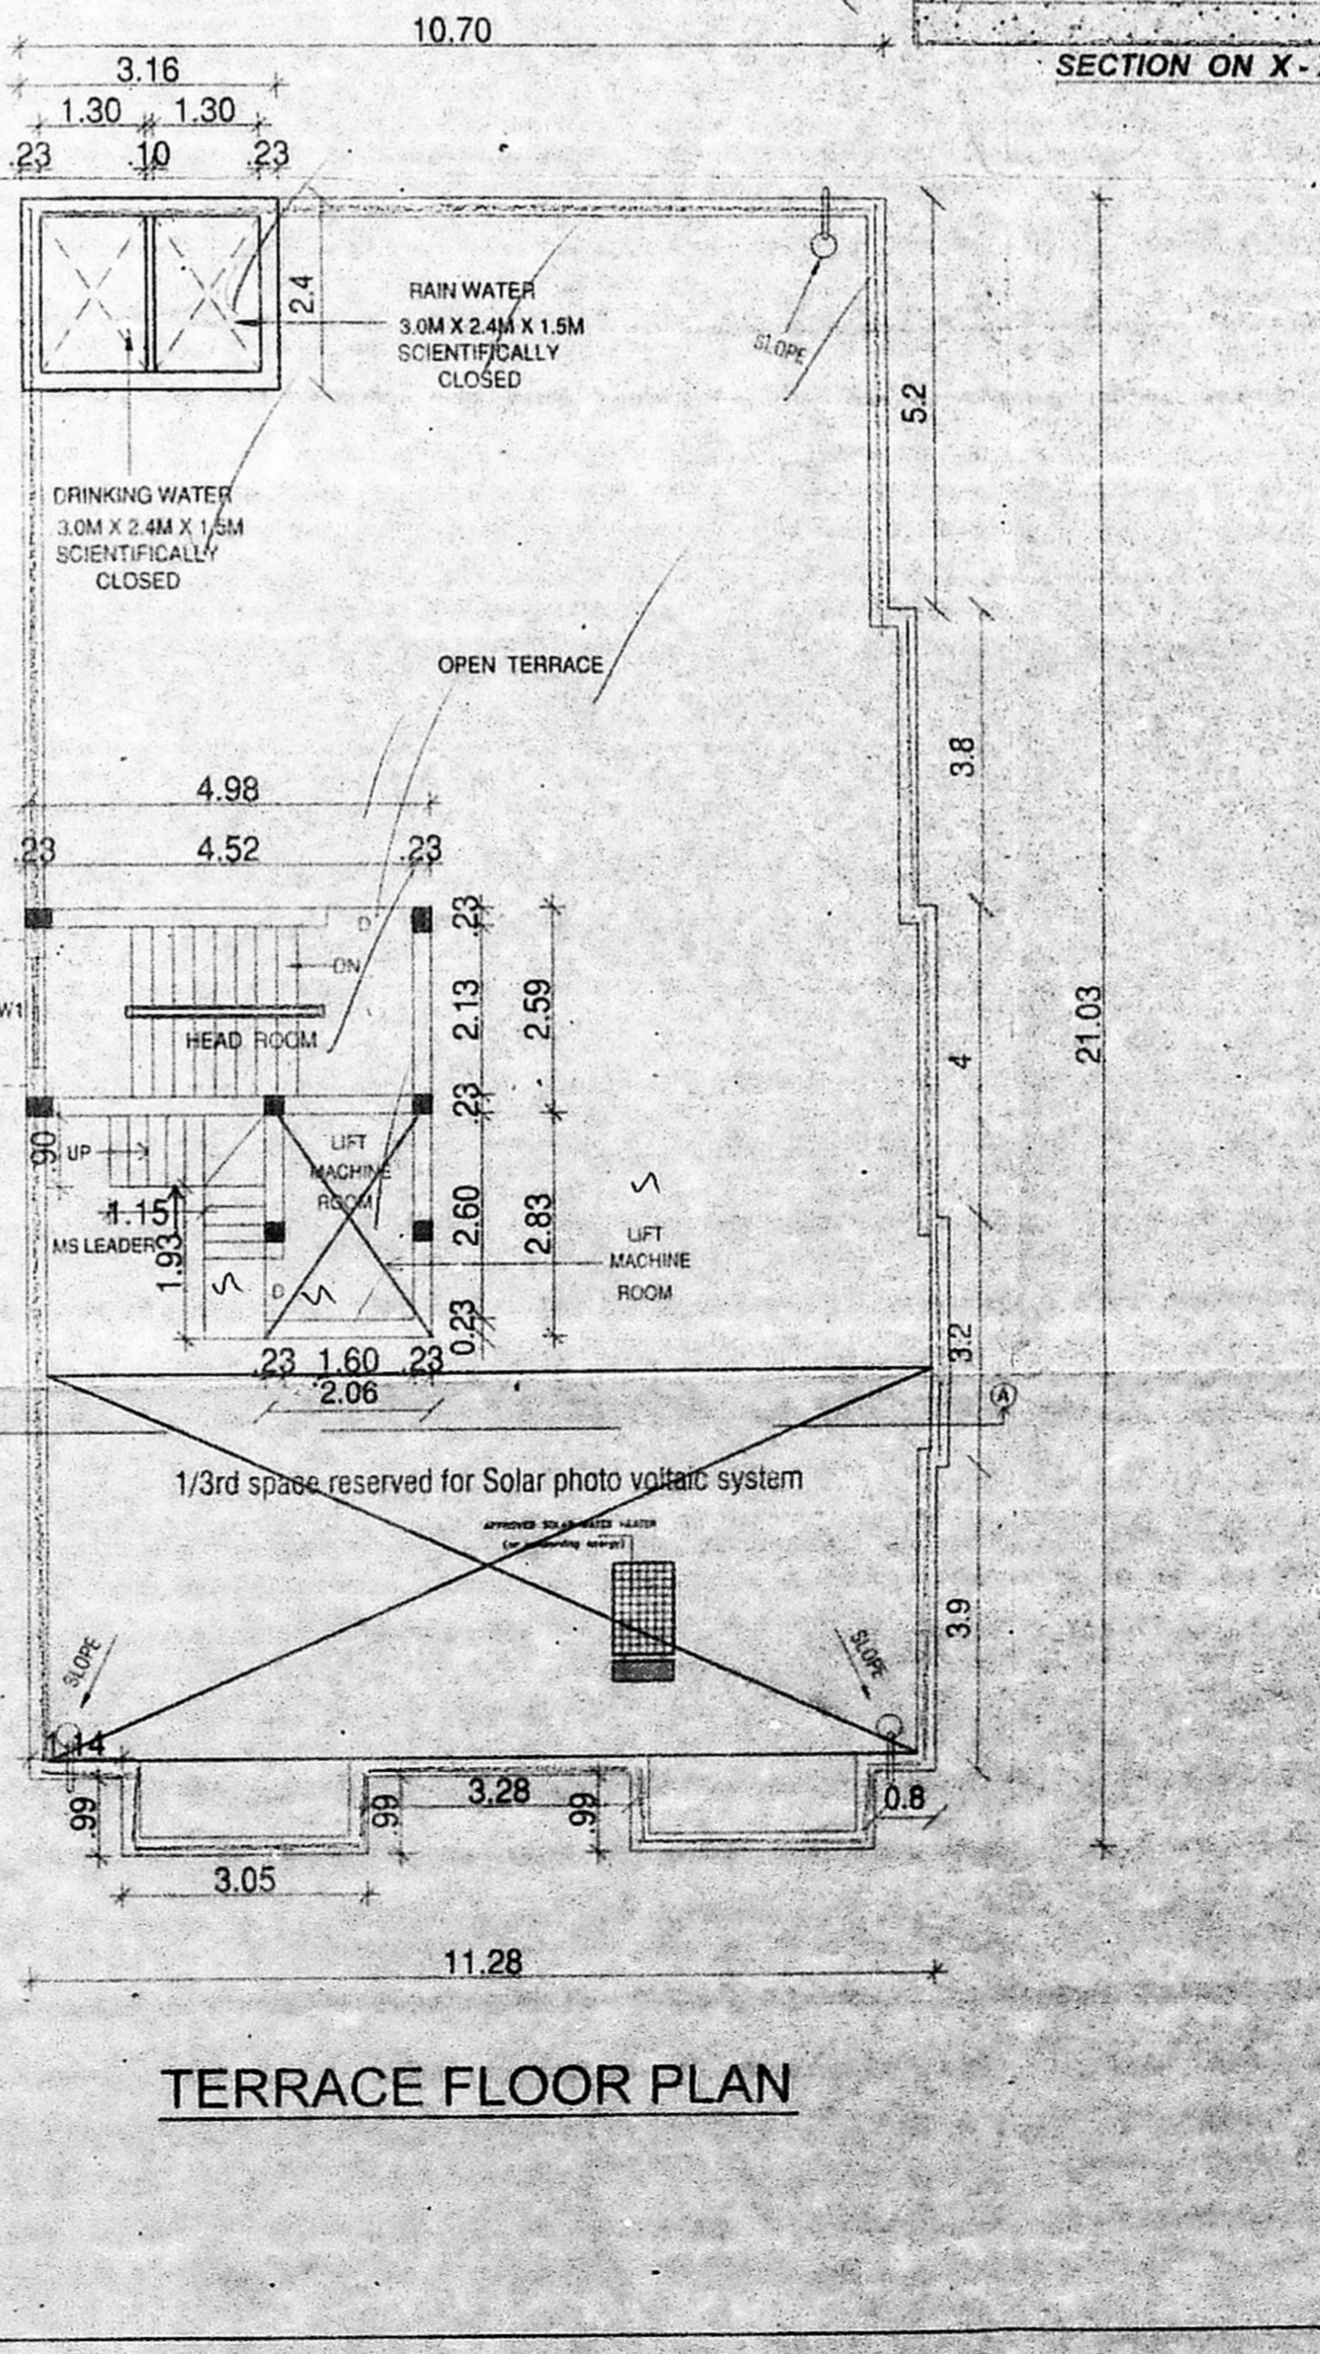 10.70
SECTION ON X -
3.16
1.30 1.30
.23 .10 .23
2.4
RAIN WATER
3.0M X 2.4M X 1.5M
SCIENTIFICALLY
CLOSED
SLOPE
5.2
DRINKING WATER
3.0M X 2.4M X 1.5M
SCIENTIFICALLY
CLOSED
OPEN TERRACE
3.8
4.98
.23 4.52 .23
D
.23
DN
W1
2.13
2.59
HEAD ROOM
21.03
4
.23
.90
UP
LIFT
MACHINE
ROOM
1.15
MS LEADER
1.93
2.60
2.83
LIFT
MACHINE
ROOM
D
0.23
3.2
.23 1.60 .23
2.06
A
1/3rd space reserved for Solar photo voltaic system
APPROVED SOLAR WATER HEATER
3.9
SLOPE
SLOPE
1.14
.99
.99
3.28
.99
0.8
3.05
11.28
TERRACE FLOOR PLAN